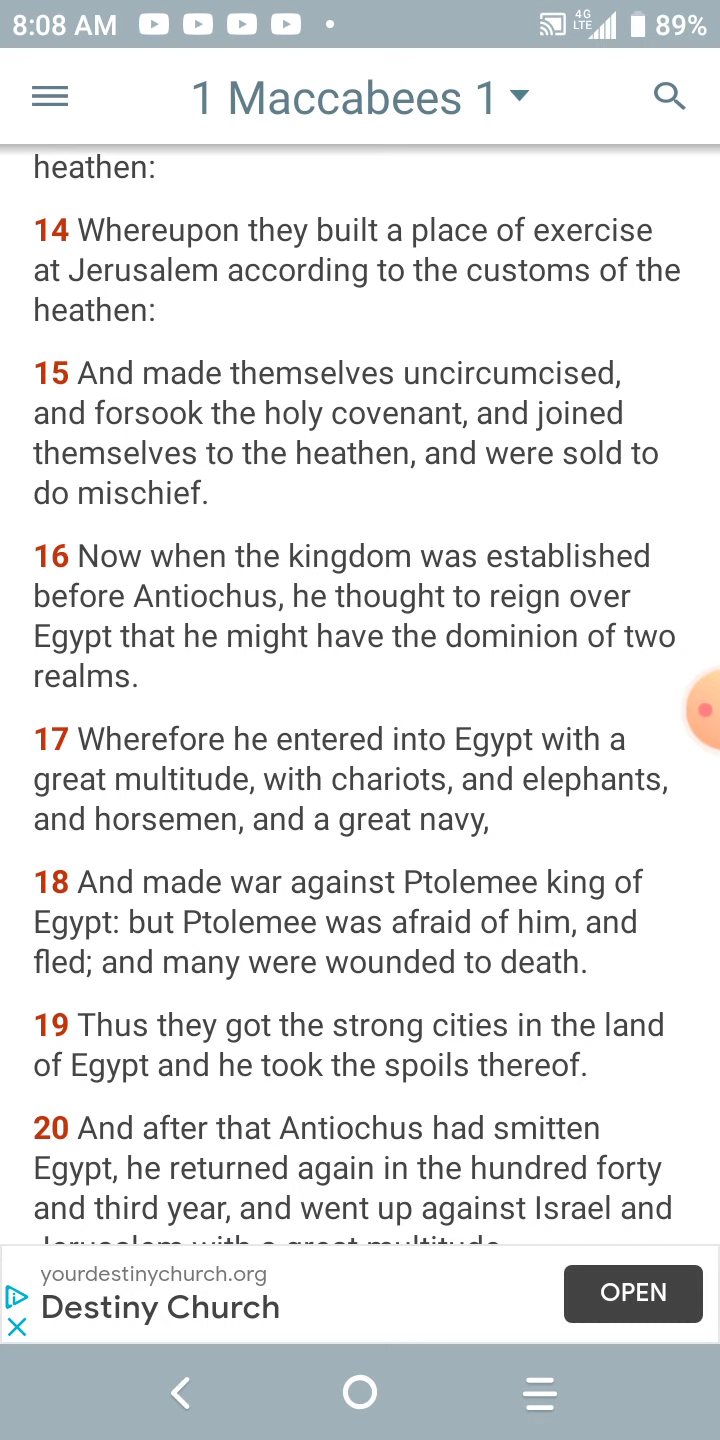 8:08 AM
4G
LTE
89%
1 Maccabees 1
heathen:
14 Whereupon they built a place of exercise
at Jerusalem according to the customs of the
heathen:
15 And made themselves uncircumcised,
and forsook the holy covenant, and joined
themselves to the heathen, and were sold to
do mischief.
16 Now when the kingdom was established
before Antiochus, he thought to reign over
Egypt that he might have the dominion of two
realms.
17 Wherefore he entered into Egypt with a
great multitude, with chariots, and elephants,
and horsemen, and a great navy,
18 And made war against Ptolemee king of
Egypt: but Ptolemee was afraid of him, and
fled; and many were wounded to death.
19 Thus they got the strong cities in the land
of Egypt and he took the spoils thereof.
20 And after that Antiochus had smitten
Egypt, he returned again in the hundred forty
and third year, and went up against Israel and
Jerusalem with a great multitude
yourdestinychurch.org
Destiny Church
OPEN